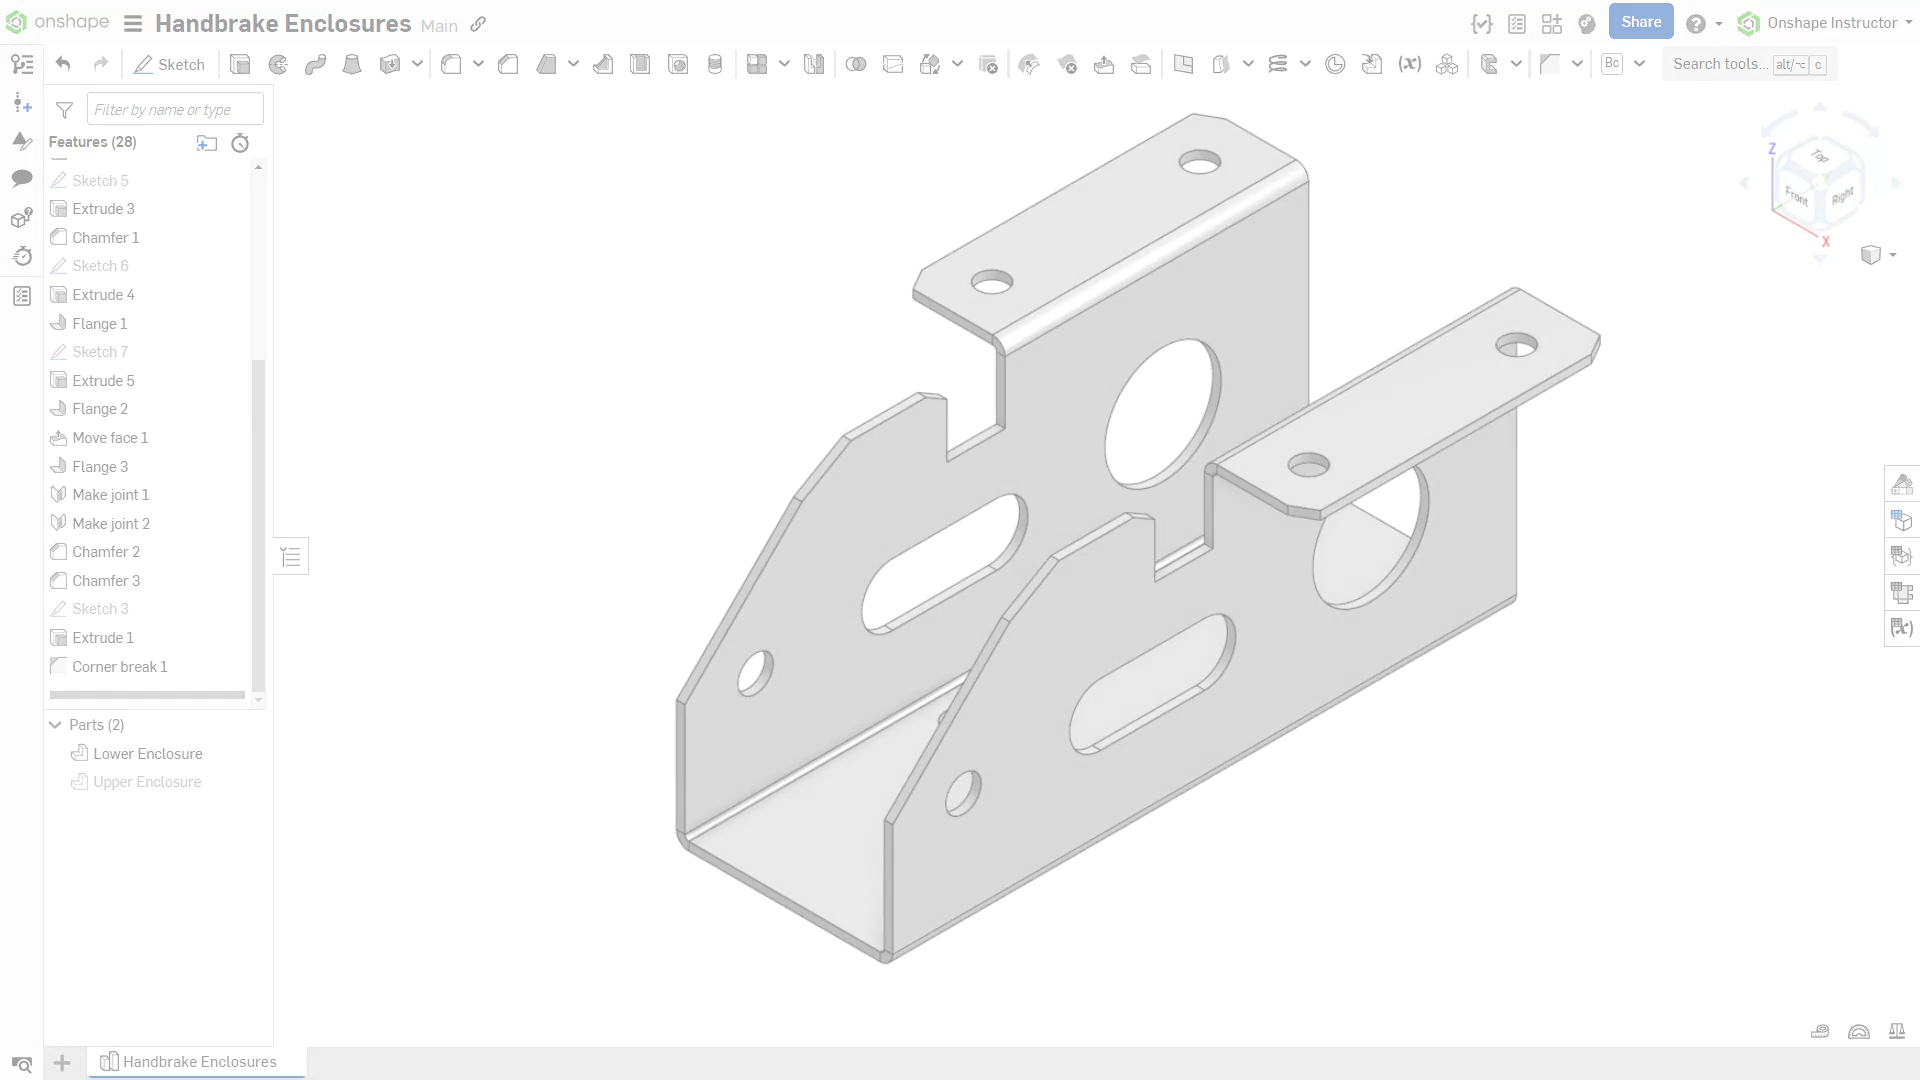 onshape
Handbrake Enclosures
Main
Share
Onshape Instructor
Sketch
Bc
Search tools... alt/⌥ c
Filter by name or type
Features (28)
Sketch 5
Extrude 3
Chamfer 1
Sketch 6
Extrude 4
Flange 1
Sketch 7
Extrude 5
Flange 2
Move face 1
Flange 3
Make joint 1
Make joint 2
Chamfer 2
Chamfer 3
Sketch 3
Extrude 1
Corner break 1
Parts (2)
Lower Enclosure
Upper Enclosure
Z
Top
Front
Right
X
(x)
(x)
Handbrake Enclosures